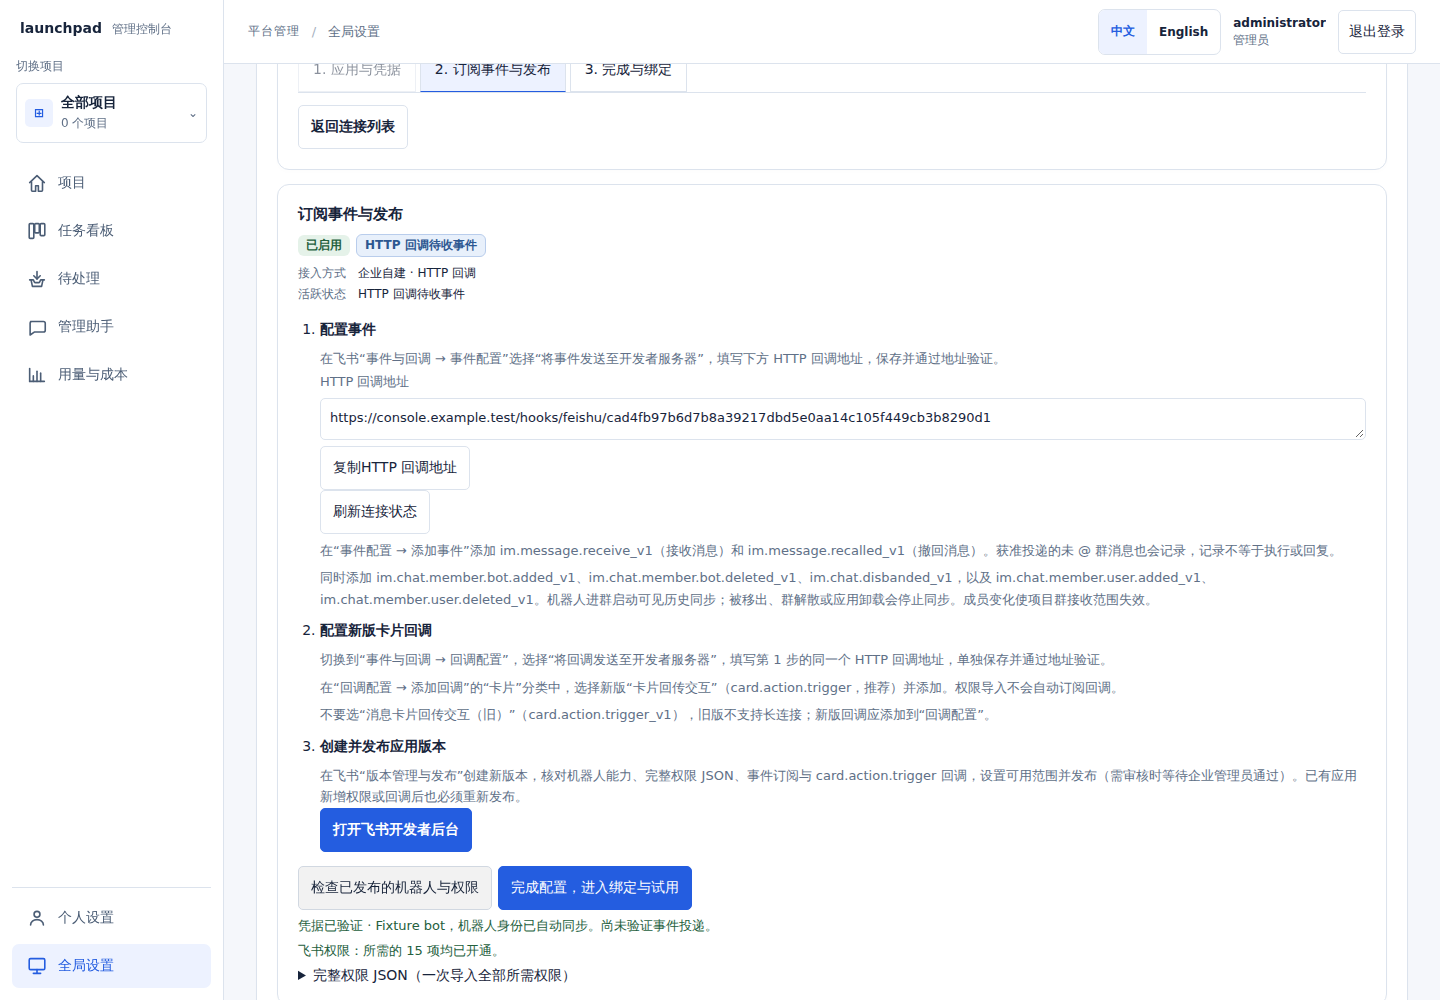 launchpad 管理控制台
切换项目
全部项目
0 个项目
项目
任务看板
待处理
管理助手
用量与成本
个人设置
全局设置
平台管理 / 全局设置
中文 English
administrator
管理员
退出登录
1. 应用与凭据 2. 订阅事件与发布 3. 完成与绑定
返回连接列表
订阅事件与发布
已启用 HTTP 回调待收事件
接入方式 企业自建 · HTTP 回调
活跃状态 HTTP 回调待收事件
1. 配置事件
在飞书“事件与回调 → 事件配置”选择“将事件发送至开发者服务器”，填写下方 HTTP 回调地址，保存并通过地址验证。
HTTP 回调地址
https://console.example.test/hooks/feishu/cad4fb97b6d7b8a39217dbd5e0aa14c105f449cb3b8290d1
复制HTTP 回调地址
刷新连接状态
在“事件配置 → 添加事件”添加 im.message.receive_v1（接收消息）和 im.message.recalled_v1（撤回消息）。获准投递的未 @ 群消息也会记录，记录不等于执行或回复。
同时添加 im.chat.member.bot.added_v1、im.chat.member.bot.deleted_v1、im.chat.disbanded_v1，以及 im.chat.member.user.added_v1、
im.chat.member.user.deleted_v1。机器人进群启动可见历史同步；被移出、群解散或应用卸载会停止同步。成员变化使项目群接收范围失效。
2. 配置新版卡片回调
切换到“事件与回调 → 回调配置”，选择“将回调发送至开发者服务器”，填写第 1 步的同一个 HTTP 回调地址，单独保存并通过地址验证。
在“回调配置 → 添加回调”的“卡片”分类中，选择新版“卡片回传交互”（card.action.trigger，推荐）并添加。权限导入不会自动订阅回调。
不要选“消息卡片回传交互（旧）”（card.action.trigger_v1），旧版不支持长连接；新版回调应添加到“回调配置”。
3. 创建并发布应用版本
在飞书“版本管理与发布”创建新版本，核对机器人能力、完整权限 JSON、事件订阅与 card.action.trigger 回调，设置可用范围并发布（需审核时等待企业管理员通过）。已有应用
新增权限或回调后也必须重新发布。
打开飞书开发者后台
检查已发布的机器人与权限 完成配置，进入绑定与试用
凭据已验证 · Fixture bot，机器人身份已自动同步。尚未验证事件投递。
飞书权限：所需的 15 项均已开通。
完整权限 JSON（一次导入全部所需权限）